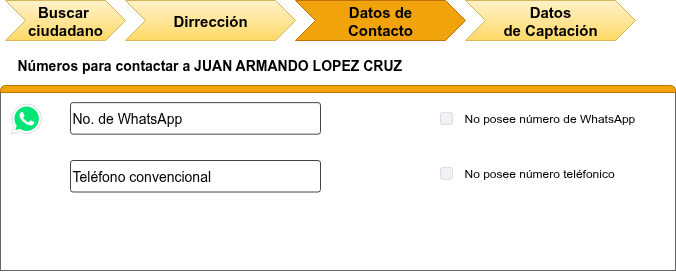 Buscar
ciudadano
Dirrección
Datos de
Contacto
Datos
de Captación
Números para contactar a JUAN ARMANDO LOPEZ CRUZ
No. de WhatsApp
No posee número de WhatsApp
Teléfono convencional
No posee número teléfonico